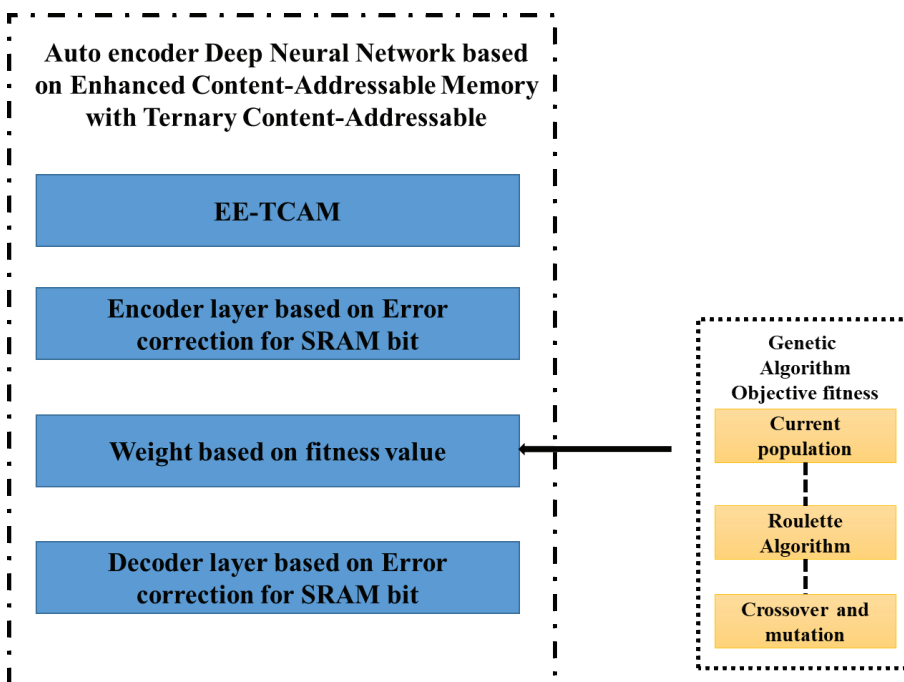 Auto encoder Deep Neural Network based
on Enhanced Content-Addressable Memory
with Ternary Content-Addressable
EE-TCAM
Encoder layer based on Error
correction for SRAM bit
Weight based on fitness value
Decoder layer based on Error
correction for SRAM bit
Genetic
Algorithm
Objective fitness
Current
population
Roulette
Algorithm
Crossover and
mutation